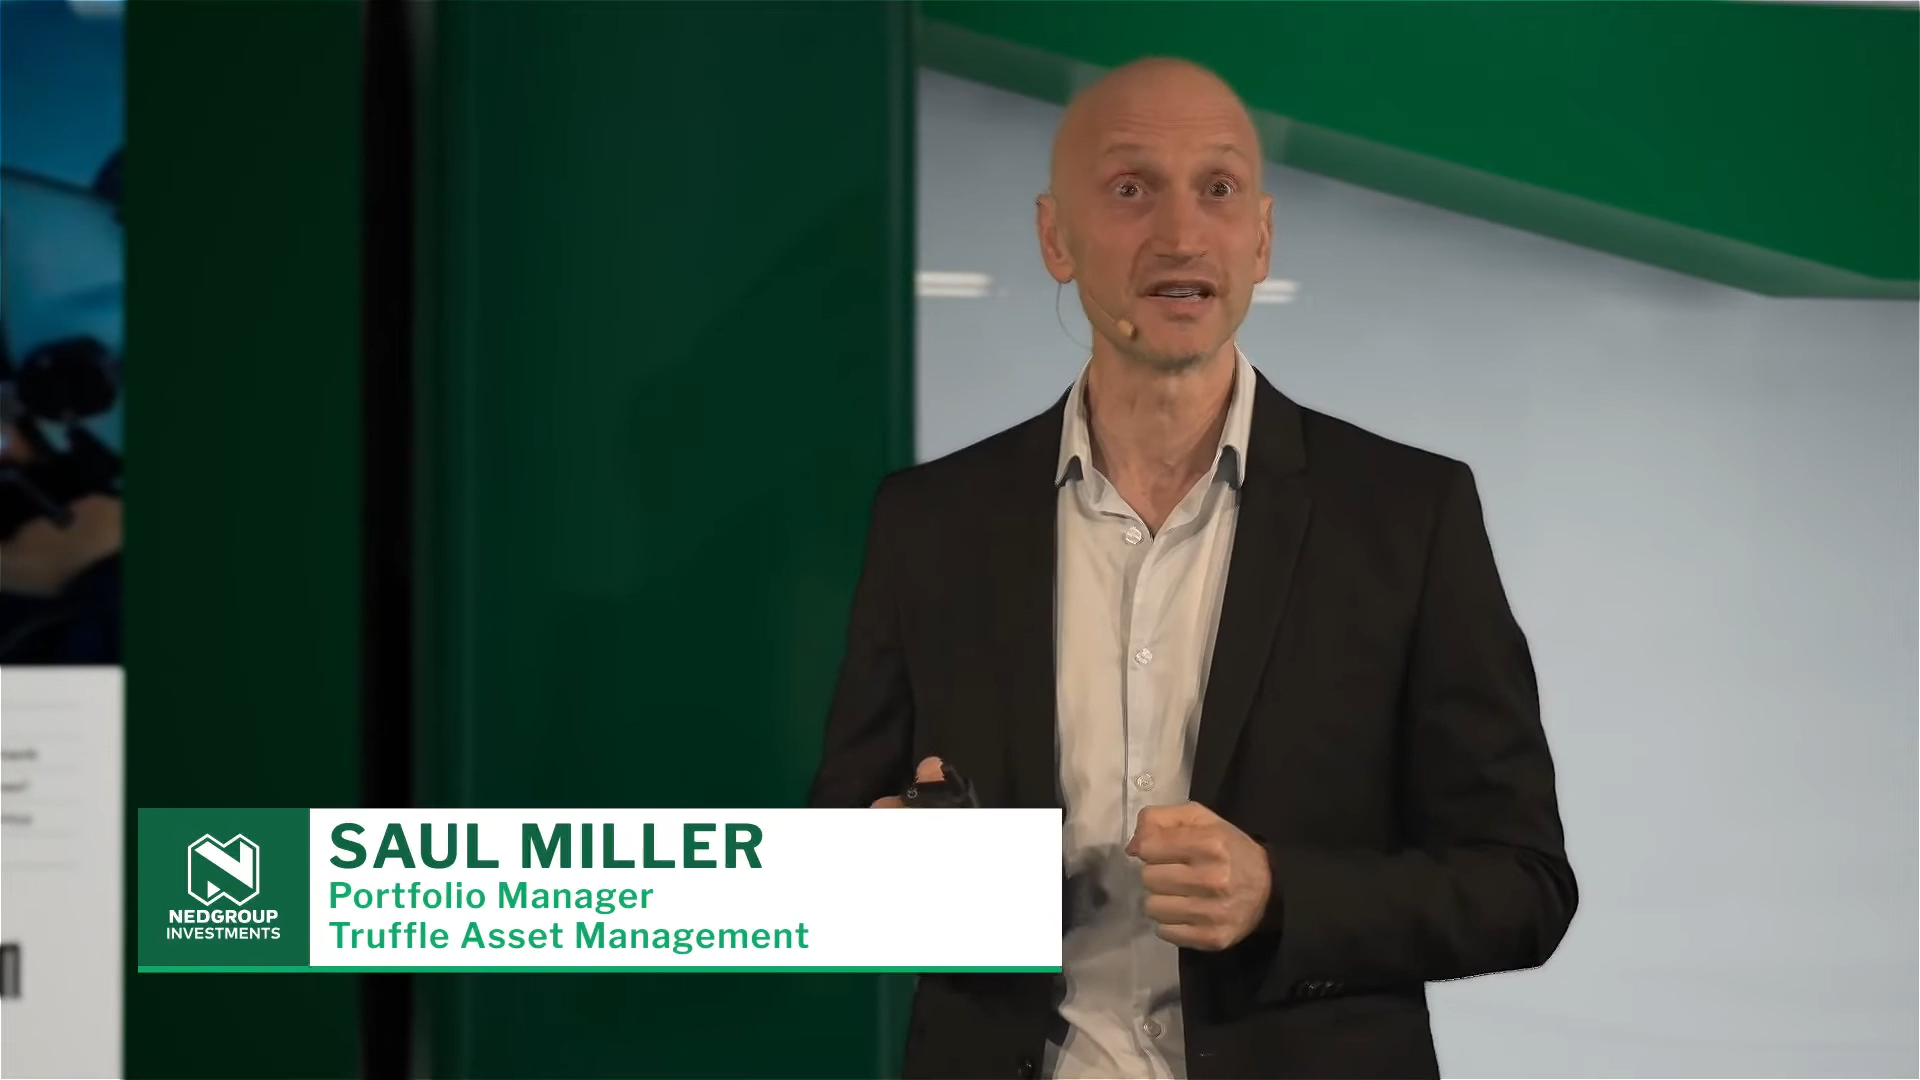 SAUL MILLER
Portfolio Manager
Truffle Asset Management
NEDGROUP
INVESTMENTS